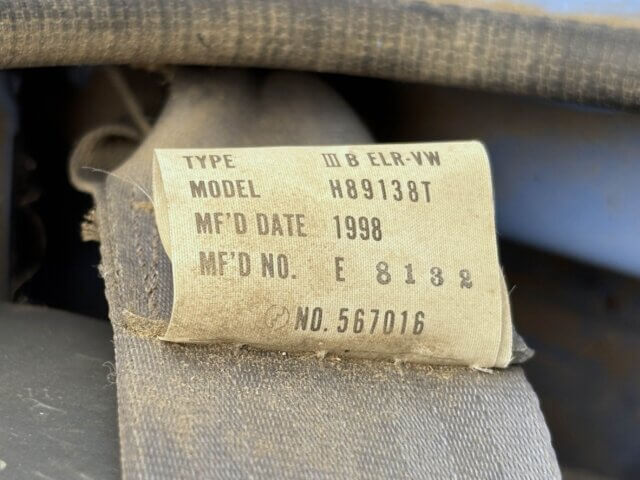 TYPE III B ELR-VW
MODEL H89138T
MF'D DATE 1998
MF'D NO. E 8132
NO. 567016